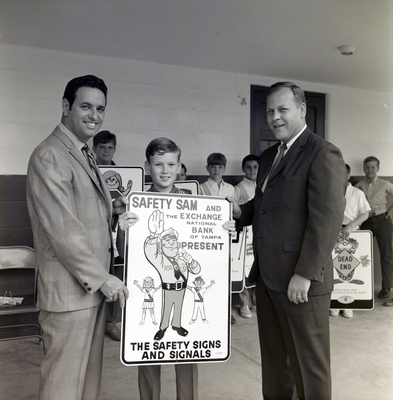 SAFETY SAM AND
THE EXCHANGE
NATIONAL
BANK
OF TAMPA
PRESENT
THE SAFETY SIGNS
AND SIGNALS
DEAD
END